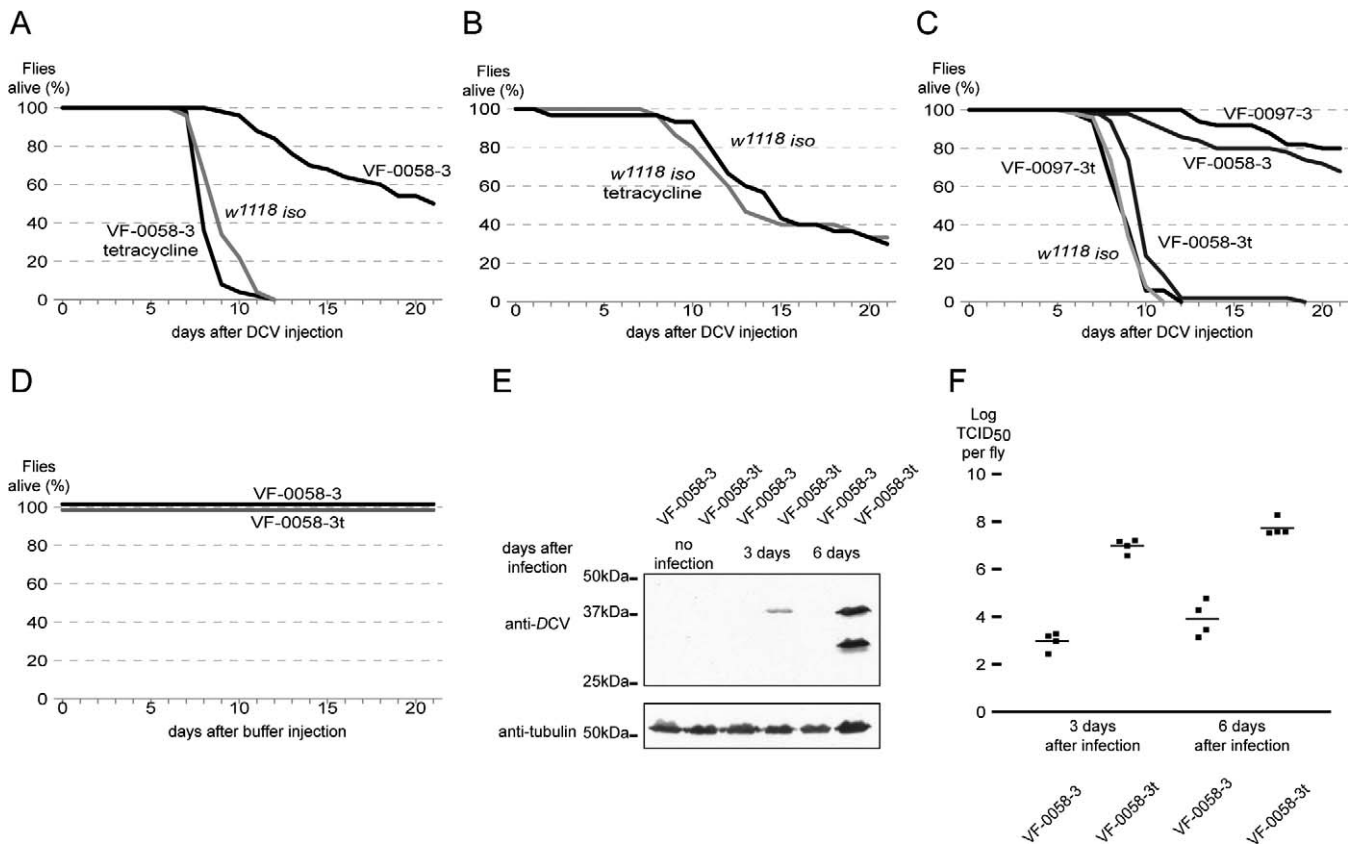 A
Flies
alive (%)
100
80
60
40
20
0
VF-0058-3
w1118 iso
VF-0058-3
tetracycline
0 5 10 15 20
days after DCV injection
B
Flies
alive (%)
100
80
60
40
20
0
w1118 iso
w1118 iso
tetracycline
0 5 10 15 20
days after DCV injection
C
Flies
alive (%)
100
80
60
40
20
0
VF-0097-3
VF-0058-3
VF-0097-3t
VF-0058-3t
w1118 iso
0 5 10 15 20
days after DCV injection
D
Flies
alive (%)
100
80
60
40
20
0
VF-0058-3
VF-0058-3t
0 5 10 15 20
days after buffer injection
E
VF-0058-3 VF-0058-3t VF-0058-3 VF-0058-3t VF-0058-3 VF-0058-3t
days after
infection
no
infection
3 days 6 days
50kDa
anti-DCV
37kDa
25kDa
anti-tubulin 50kDa
F
Log
TCID50
per fly
10
8
6
4
2
0
3 days
after infection
6 days
after infection
VF-0058-3 VF-0058-3t VF-0058-3 VF-0058-3t